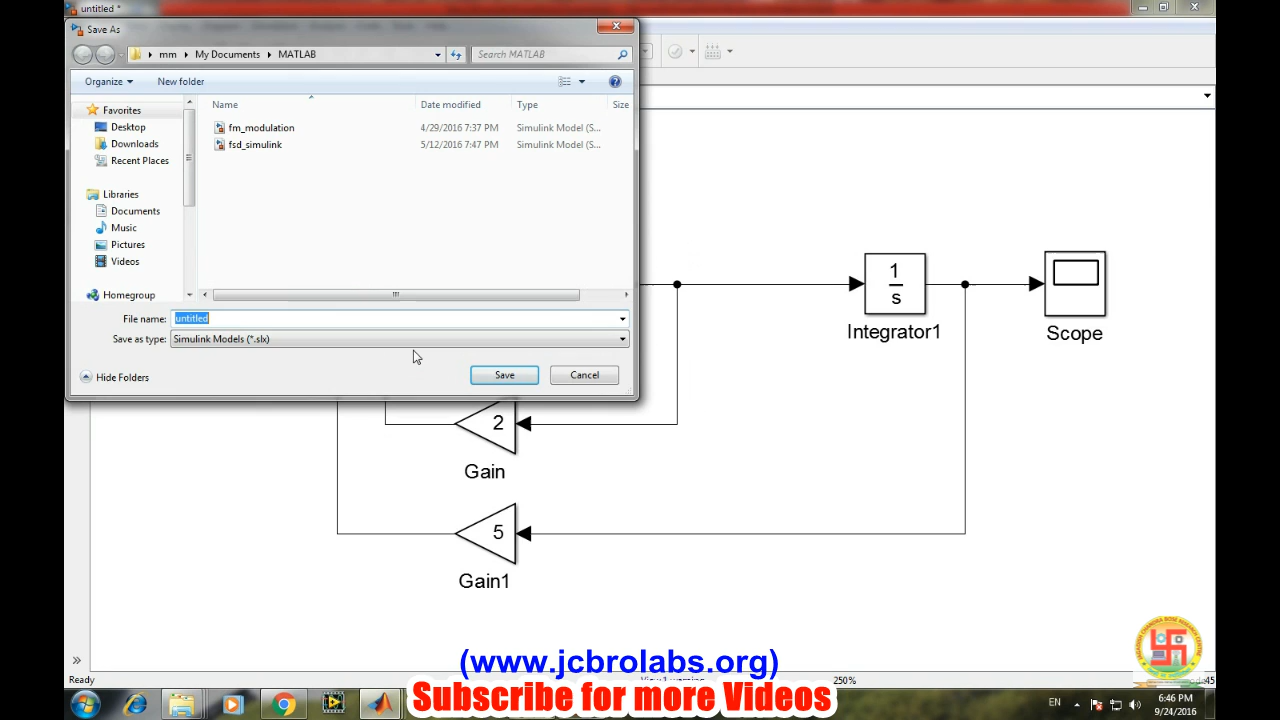 untitled *
Save As
mm
My Documents
MATLAB
Search MATLAB
Organize
New folder
Name
Date modified
Type
Size
Favorites
Desktop
Downloads
Recent Places
Libraries
Documents
Music
Pictures
Videos
Homegroup
fm_modulation 4/29/2016 7:37 PM Simulink Model (S...
fsd_simulink 5/12/2016 7:47 PM Simulink Model (S...
File name: untitled
Save as type: Simulink Models (*.slx)
Hide Folders
Save
Cancel
1
s
Integrator1
Scope
2
Gain
5
Gain1
(www.jcbrolabs.org)
Ready
250%
Subscribe for more Videos
EN
6:46 PM
9/24/2016